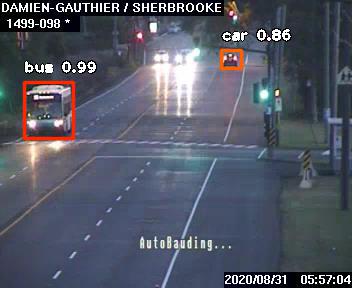 DAMIEN-GAUTHIER / SHERBROOKE
1499-098 *
car 0.86
bus 0.99
AutoBauding...
2020/08/31 05:57:04